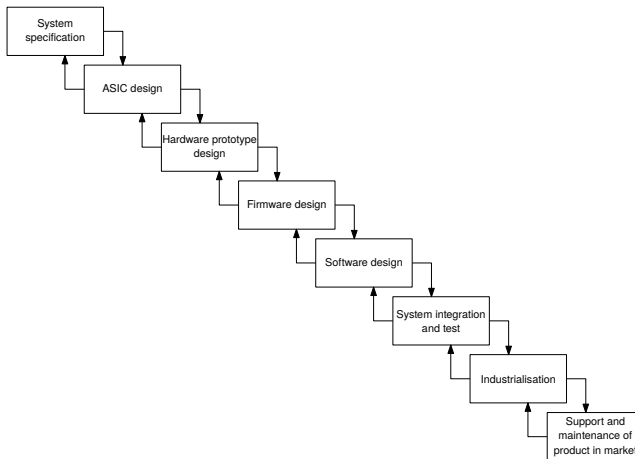 System
specification
ASIC design
Hardware prototype
design
Firmware design
Software design
System integration
and test
Industrialisation
Support and
maintenance of
product in market